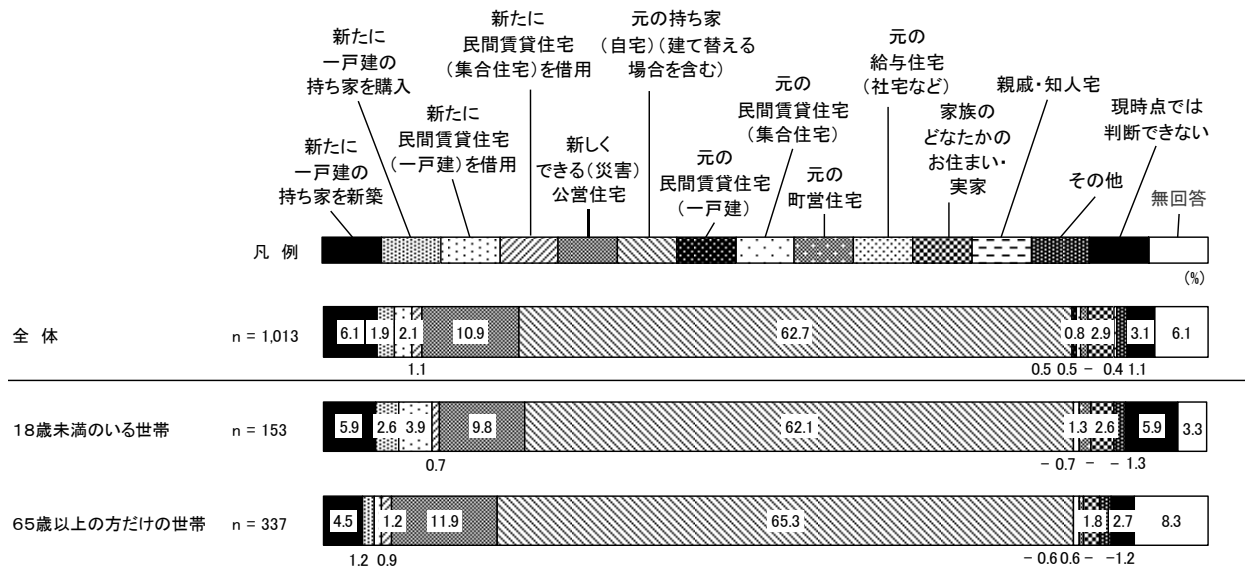 新たに
一戸建の
持ち家を新築
新たに
一戸建の
持ち家を購入
新たに
民間賃貸住宅
(一戸建)を借用
新たに
民間賃貸住宅
(集合住宅)を借用
新しく
できる(災害)
公営住宅
元の持ち家
(自宅)(建て替える
場合を含む)
元の
民間賃貸住宅
(一戸建)
元の
民間賃貸住宅
(集合住宅)
元の
町営住宅
元の
給与住宅
(社宅など)
家族の
どなたかの
お住まい・
実家
親戚・知人宅
その他
現時点では
判断できない
無回答
凡 例
(%)
全 体 n = 1,013 6.1 1.9 2.1 10.9 62.7 0.8 2.9 3.1 6.1
1.1 0.5 0.5 - 0.4 1.1
18歳未満のいる世帯 n = 153 5.9 2.6 3.9 9.8 62.1 1.3 2.6 5.9 3.3
0.7 - 0.7 - - 1.3
65歳以上の方だけの世帯 n = 337 4.5 1.2 11.9 65.3 1.8 2.7 8.3
1.2 0.9 - 0.6 0.6 - -1.2